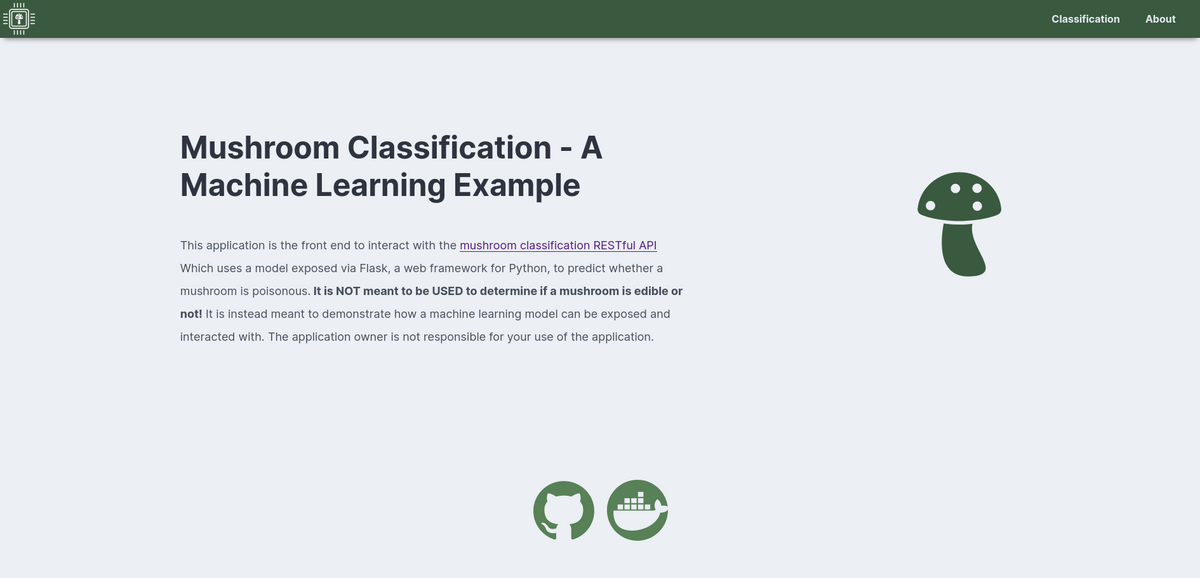 Classification
About
Mushroom Classification - A
Machine Learning Example
This application is the front end to interact with the mushroom classification RESTful API
Which uses a model exposed via Flask, a web framework for Python, to predict whether a
mushroom is poisonous. It is NOT meant to be USED to determine if a mushroom is edible or
not! It is instead meant to demonstrate how a machine learning model can be exposed and
interacted with. The application owner is not responsible for your use of the application.